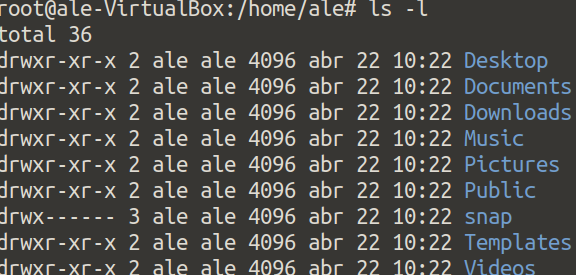 root@ale-VirtualBox:/home/ale# ls -l
total 36
drwxr-xr-x 2 ale ale 4096 abr 22 10:22 Desktop
drwxr-xr-x 2 ale ale 4096 abr 22 10:22 Documents
drwxr-xr-x 2 ale ale 4096 abr 22 10:22 Downloads
drwxr-xr-x 2 ale ale 4096 abr 22 10:22 Music
drwxr-xr-x 2 ale ale 4096 abr 22 10:22 Pictures
drwxr-xr-x 2 ale ale 4096 abr 22 10:22 Public
drwx------ 3 ale ale 4096 abr 22 10:22 snap
drwxr-xr-x 2 ale ale 4096 abr 22 10:22 Templates
drwxr-xr-x 2 ale ale 4096 abr 22 10:22 Videos